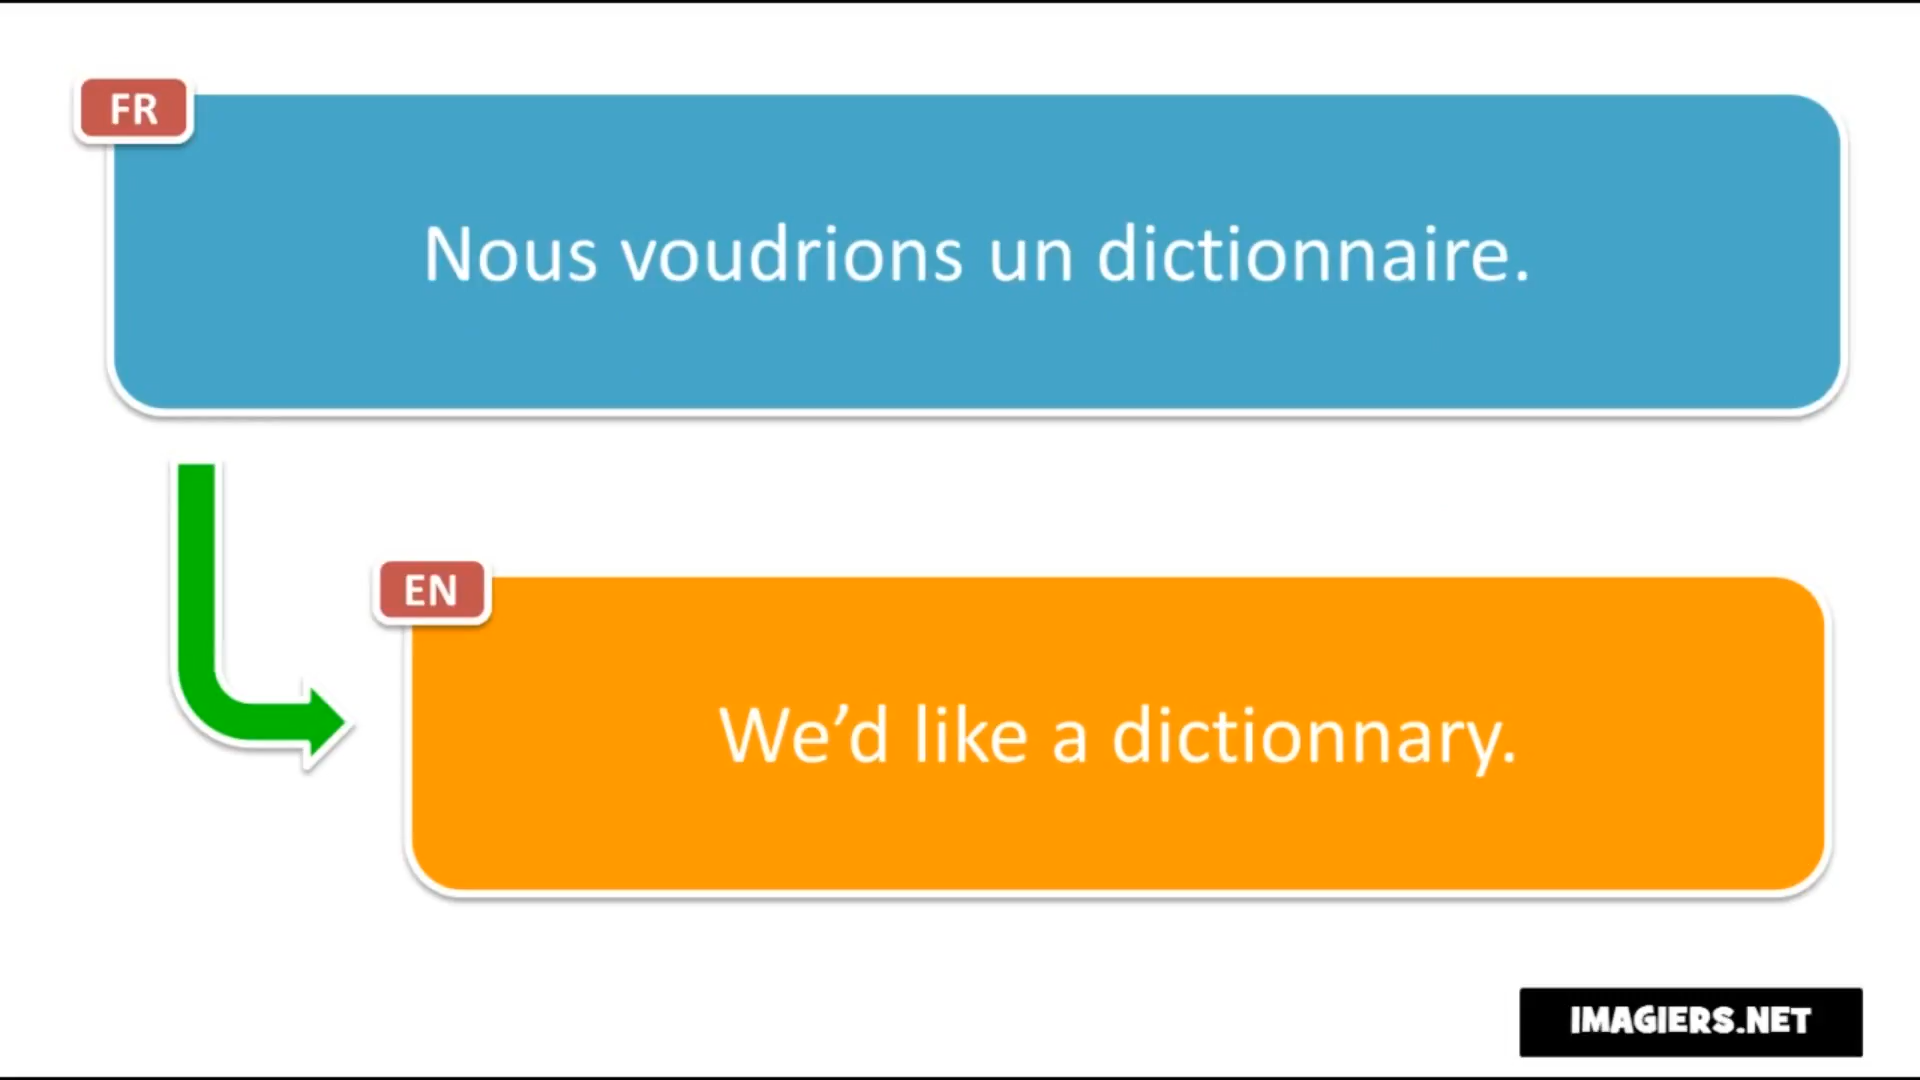 FR
Nous voudrions un dictionnaire.
EN
We’d like a dictionnary.
IMAGIERS.NET